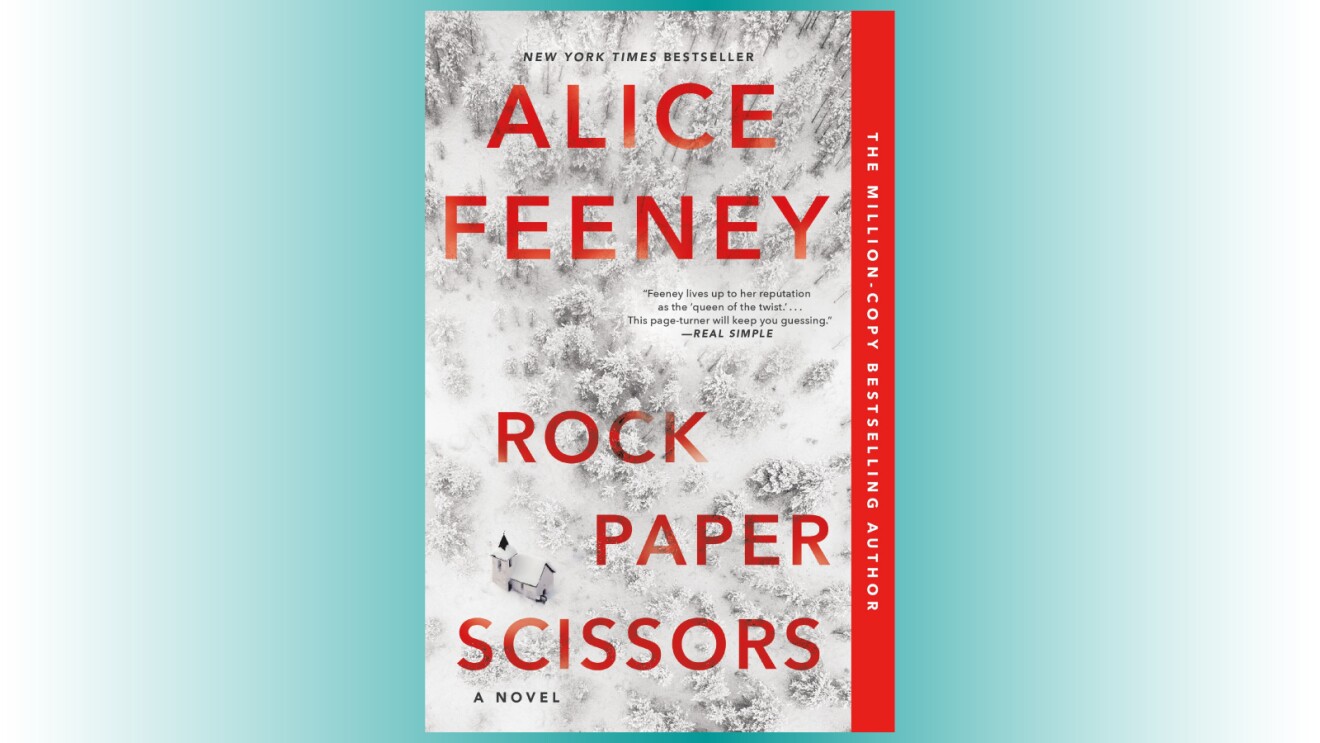 NEW YORK TIMES BESTSELLER
ALICE
FEENEY
“Feeney lives up to her reputation
as the ‘queen of the twist.’ . . .
This page-turner will keep you guessing.”
—REAL SIMPLE
ROCK
PAPER
SCISSORS
A NOVEL
THE MILLION-COPY BESTSELLING AUTHOR